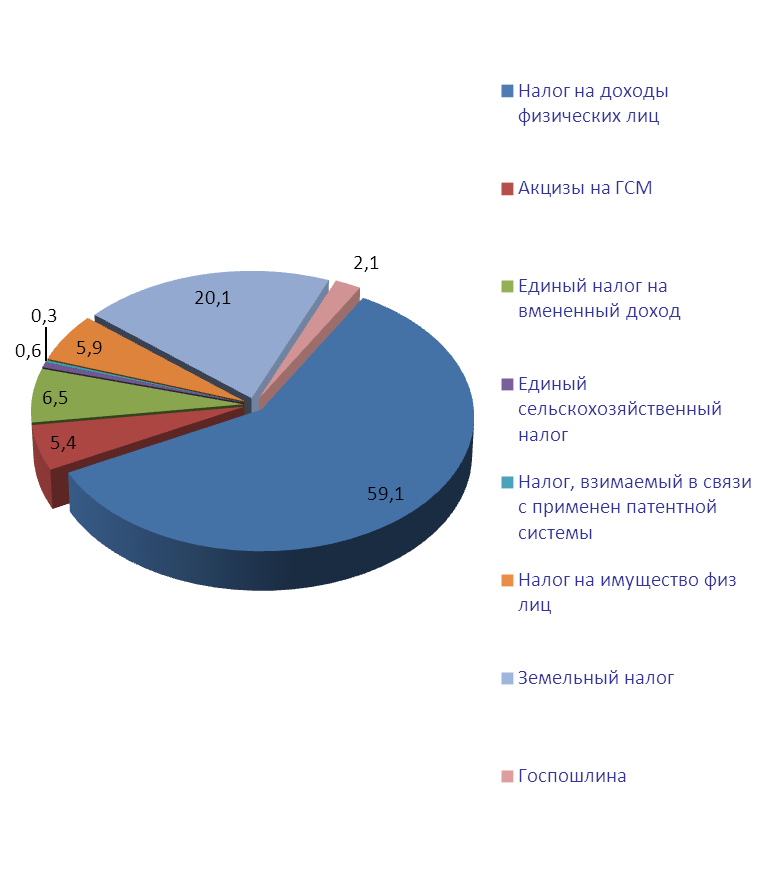 Налог на доходы
физических лиц
Акцизы на ГСМ
2,1
Единый налог на
вмененный доход
20,1
0,3
5,9
0,6
Единый
сельскохозяйственный
налог
6,5
5,4
Налог, взимаемый в связи
с применен патентной
системы
59,1
Налог на имущество физ
лиц
Земельный налог
Госпошлина